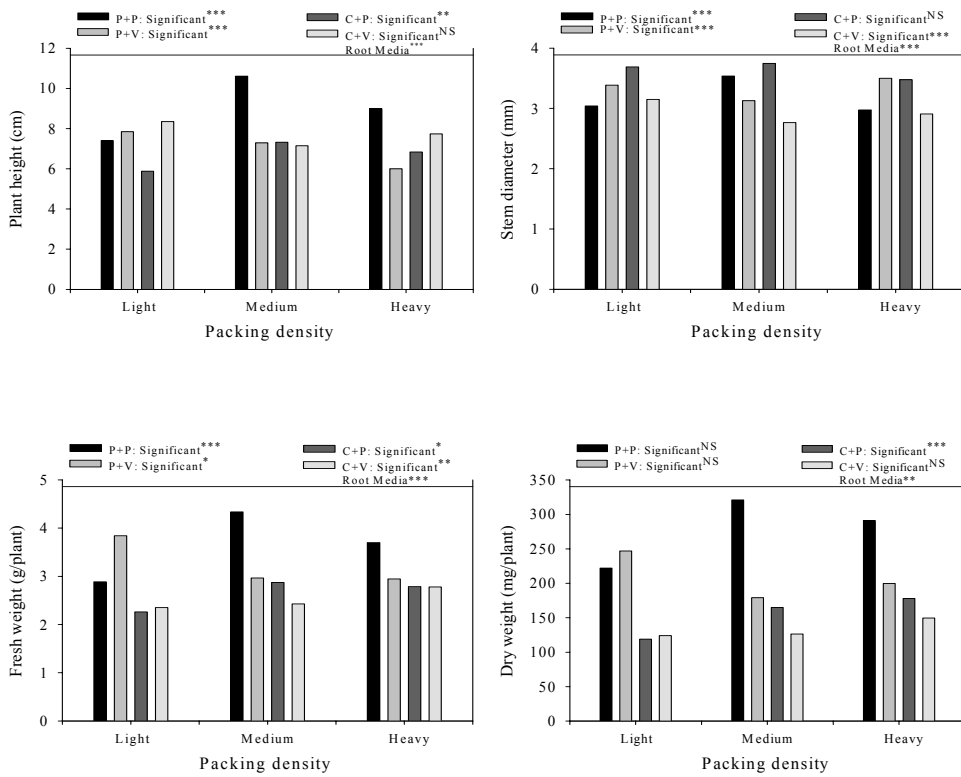 P+P: Significant*** C+P: Significant**
P+V: Significant*** C+V: Significant^NS
Root Media***
12
10
8
6
4
2
0
Plant height (cm)
Light Medium Heavy
Packing density
P+P: Significant*** C+P: Significant^NS
P+V: Significant*** C+V: Significant***
Root Media***
4
3
2
1
0
Stem diameter (mm)
Light Medium Heavy
Packing density
P+P: Significant*** C+P: Significant*
P+V: Significant* C+V: Significant**
Root Media***
5
4
3
2
1
0
Fresh weight (g/plant)
Light Medium Heavy
Packing density
P+P: Significant^NS C+P: Significant***
P+V: Significant^NS C+V: Significant^NS
Root Media**
350
300
250
200
150
100
50
0
Dry weight (mg/plant)
Light Medium Heavy
Packing density